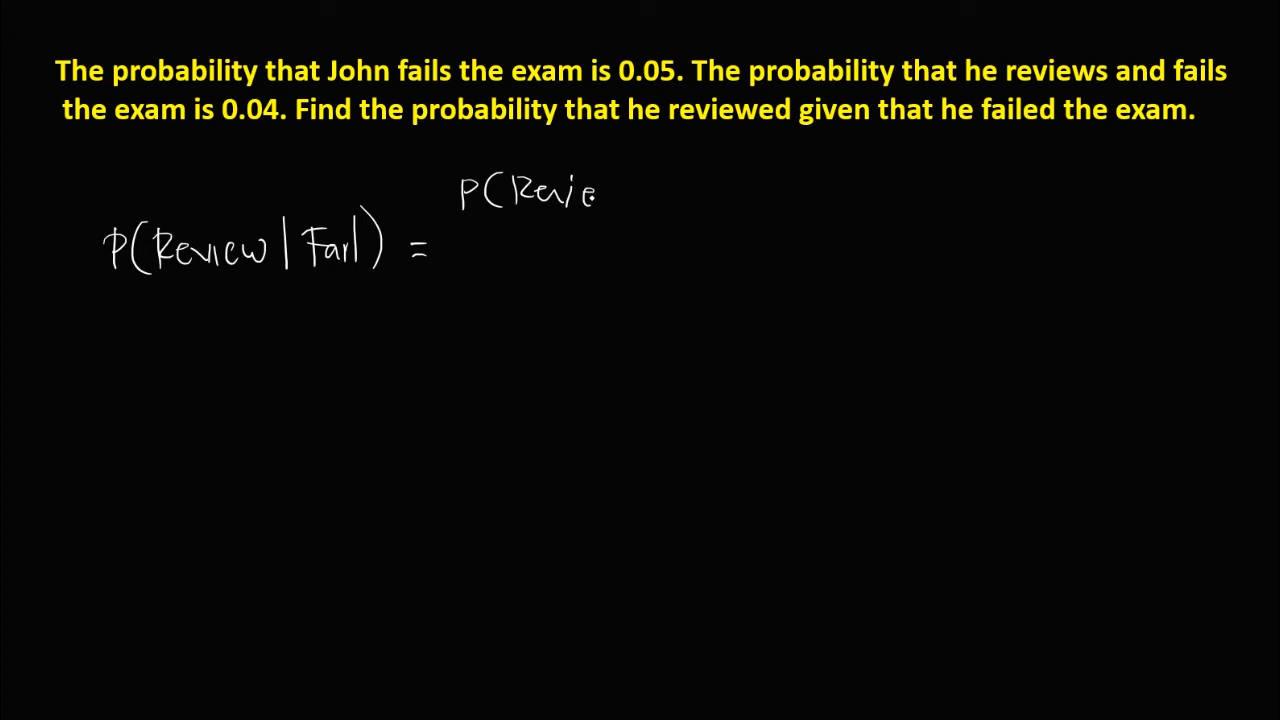 The probability that John fails the exam is 0.05. The probability that he reviews and fails
the exam is 0.04. Find the probability that he reviewed given that he failed the exam.
P(Revie
P(Review | Fail) =